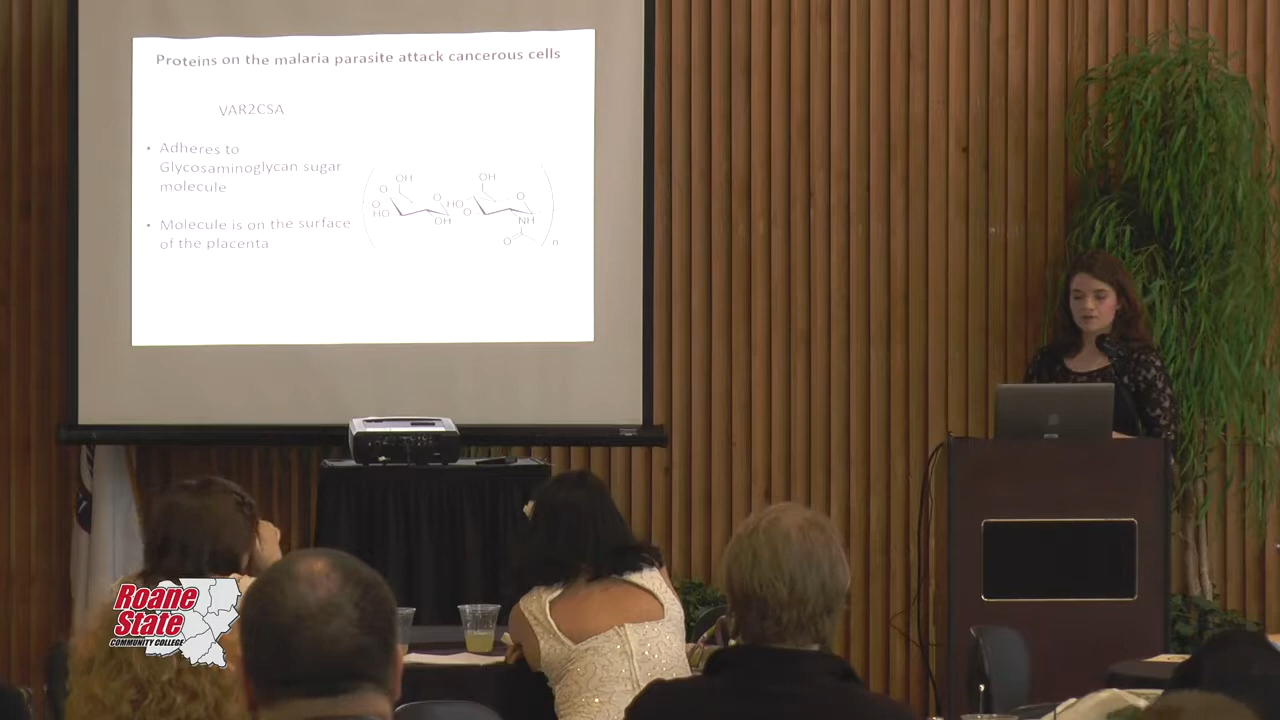 Proteins on the malaria parasite attack cancerous cells
VAR2CSA
• Adheres to
Glycosaminoglycan sugar
molecule
• Molecule is on the surface
of the placenta
OH
O
O
HO
O
OH
OH
HO
O
O
NH
O
n
Roane
State
COMMUNITY COLLEGE